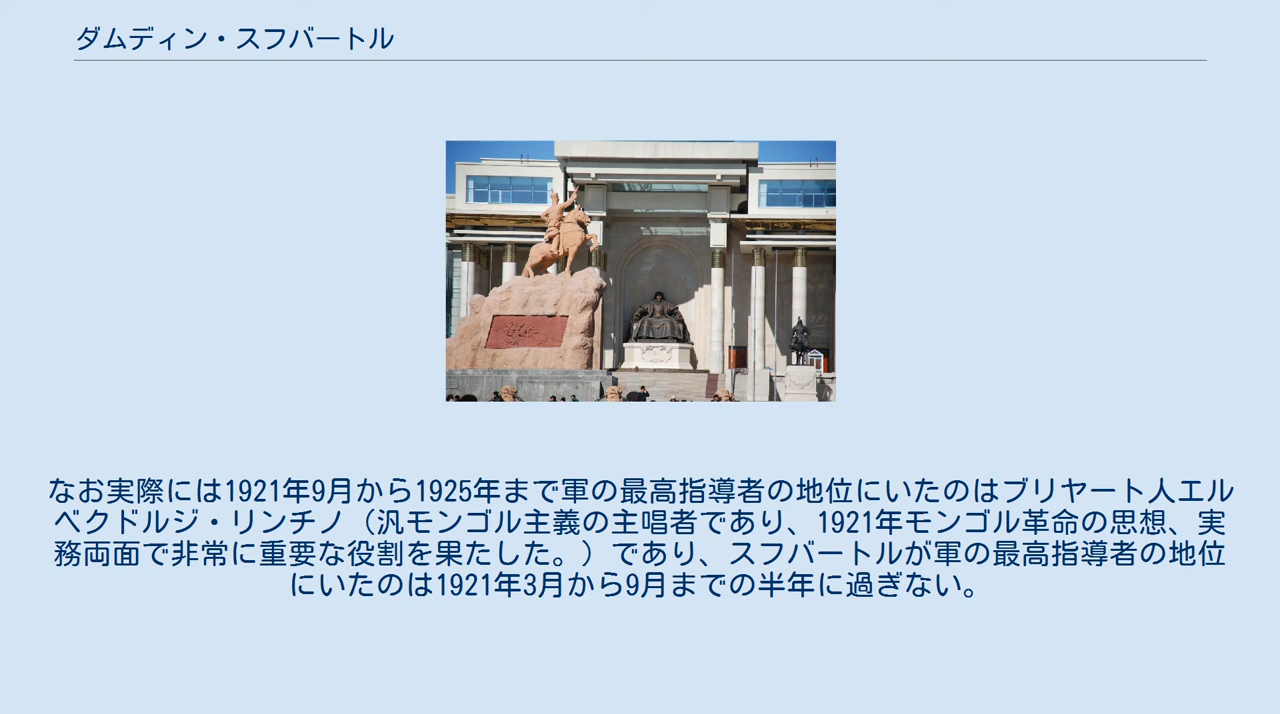 ダムディン・スフバートル
なお実際には1921年9月から1925年まで軍の最高指導者の地位にいたのはブリヤート人エル
ベクドルジ・リンチノ（汎モンゴル主義の主唱者であり、1921年モンゴル革命の思想、実
務両面で非常に重要な役割を果たした。）であり、スフバートルが軍の最高指導者の地位
にいたのは1921年3月から9月までの半年に過ぎない。